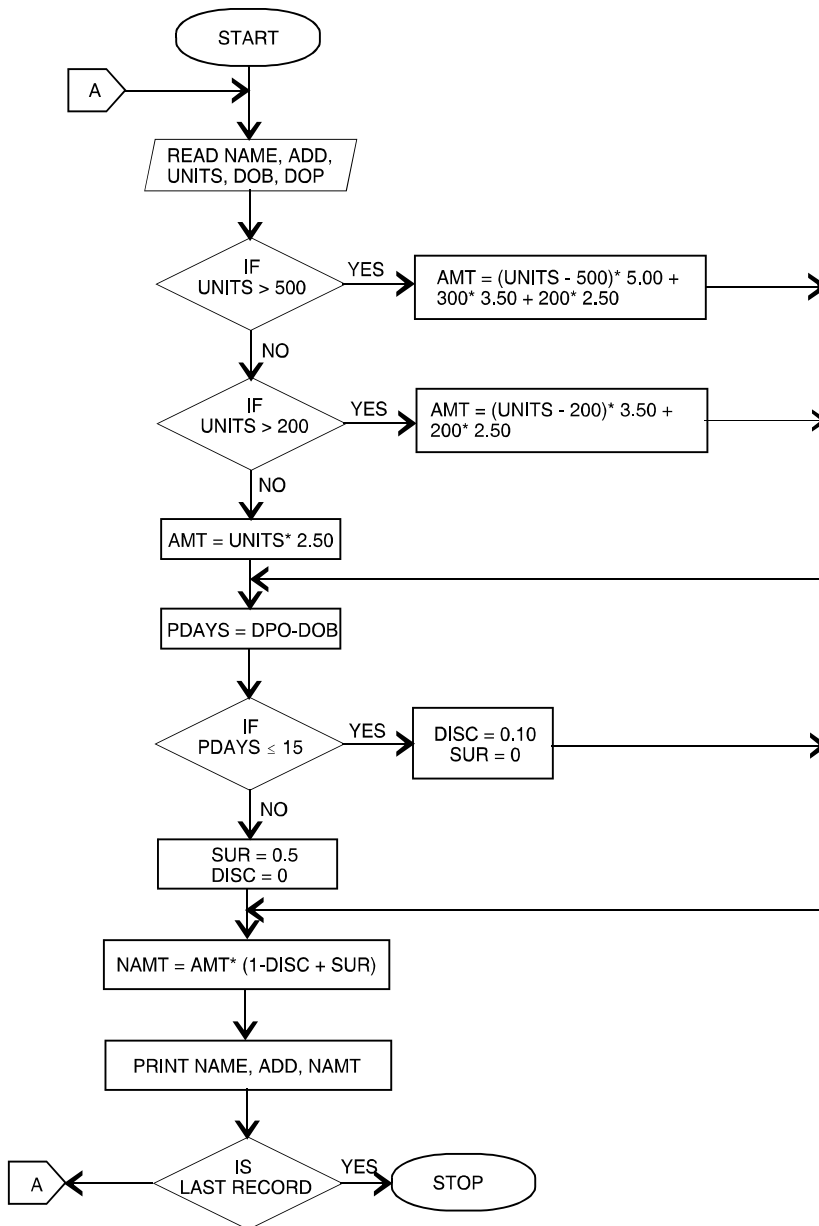 START
A
READ NAME, ADD,
UNITS, DOB, DOP
IF
UNITS > 500
YES
AMT = (UNITS - 500)* 5.00 +
300* 3.50 + 200* 2.50
NO
IF
UNITS > 200
YES
AMT = (UNITS - 200)* 3.50 +
200* 2.50
NO
AMT = UNITS* 2.50
PDAYS = DPO-DOB
IF
PDAYS ≤ 15
YES
DISC = 0.10
SUR = 0
NO
SUR = 0.5
DISC = 0
NAMT = AMT* (1-DISC + SUR)
PRINT NAME, ADD, NAMT
IS
LAST RECORD
YES
STOP
A